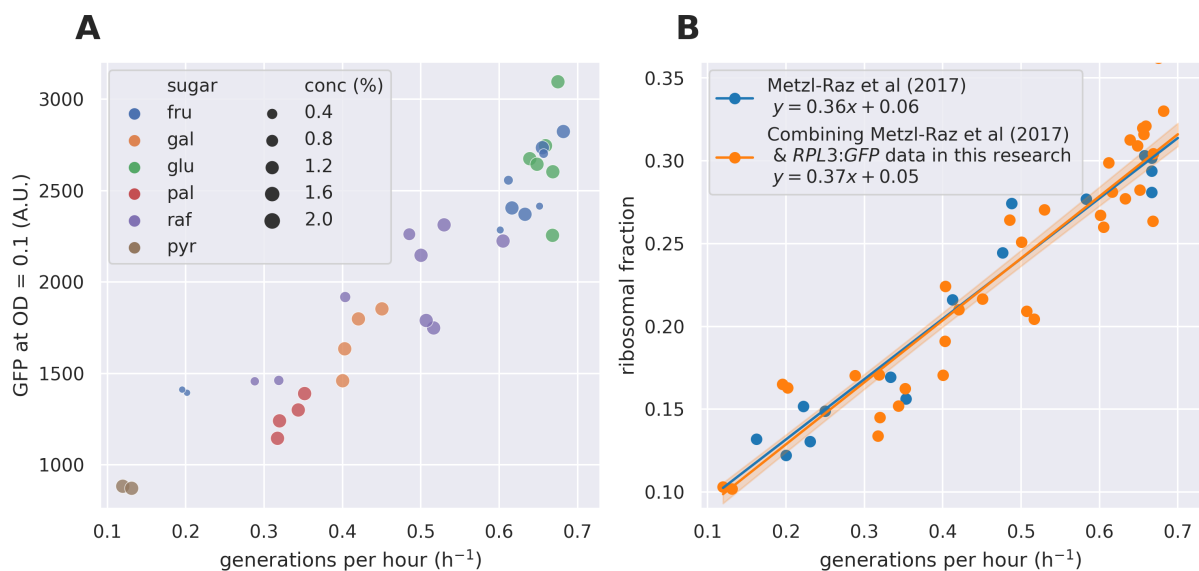 A
GFP at OD = 0.1 (A.U.)
3000
2500
2000
1500
1000
sugar
fru
gal
glu
pal
raf
pyr
conc (%)
0.4
0.8
1.2
1.6
2.0
0.1 0.2 0.3 0.4 0.5 0.6 0.7
generations per hour (h⁻¹)
B
ribosomal fraction
0.35
0.30
0.25
0.20
0.15
0.10
Metzl-Raz et al (2017)
y = 0.36x + 0.06
Combining Metzl-Raz et al (2017)
& RPL3:GFP data in this research
y = 0.37x + 0.05
0.1 0.2 0.3 0.4 0.5 0.6 0.7
generations per hour (h⁻¹)